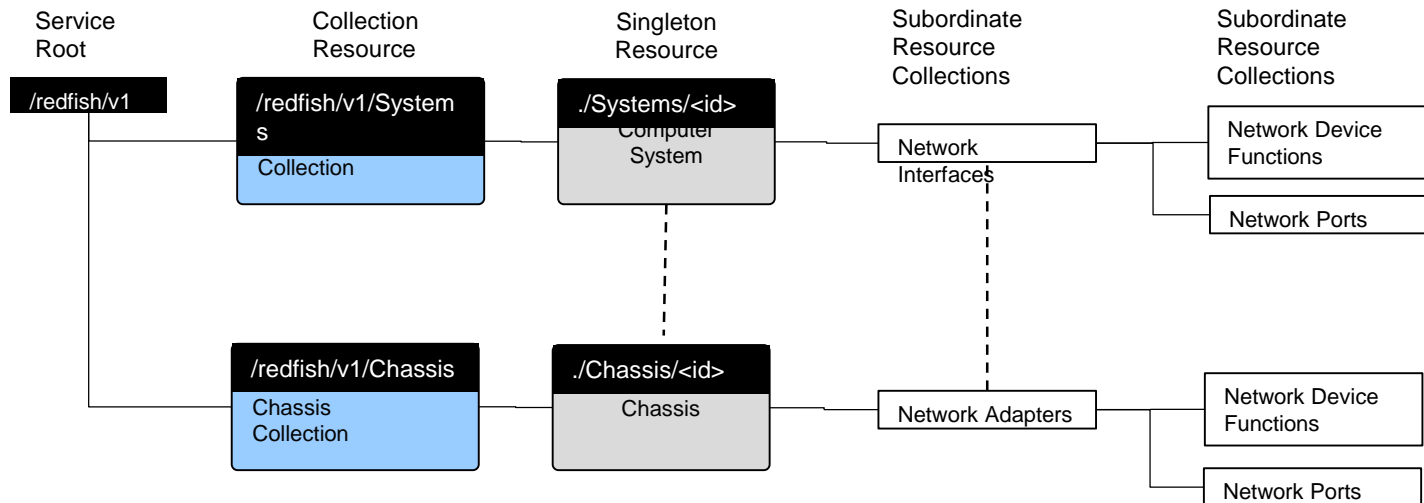 Service
Root
Collection
Resource
Singleton
Resource
Subordinate
Resource
Collections
Subordinate
Resource
Collections
/redfish/v1
/redfish/v1/System
s
Collection
./Systems/<id>
Computer
System
Network
Interfaces
Network Device
Functions
Network Ports
/redfish/v1/Chassis
Chassis
Collection
./Chassis/<id>
Chassis
Network Adapters
Network Device
Functions
Network Ports